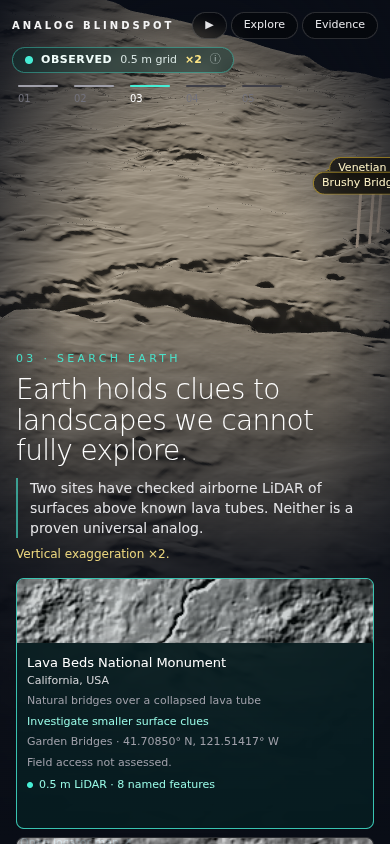 ANALOG BLINDSPOT
▶
Explore
Evidence
OBSERVED 0.5 m grid ×2 ⓘ
01
02
03
Venetian
Brushy Bridg
03 · SEARCH EARTH
Earth holds clues to
landscapes we cannot
fully explore.
Two sites have checked airborne LiDAR of
surfaces above known lava tubes. Neither is a
proven universal analog.
Vertical exaggeration ×2.
Lava Beds National Monument
California, USA
Natural bridges over a collapsed lava tube
Investigate smaller surface clues
Garden Bridges · 41.70850° N, 121.51417° W
Field access not assessed.
0.5 m LiDAR · 8 named features